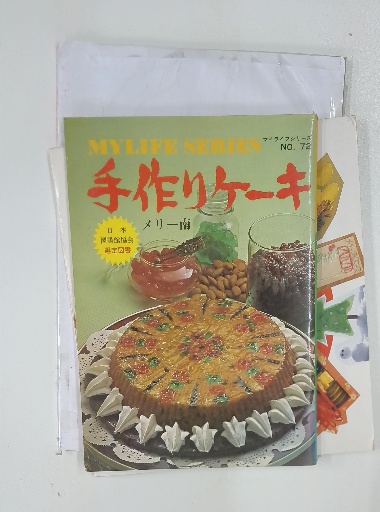 マイライフシリーズ
MYLIFE SERIES NO. 72
手作りケーキ
メリー南
日本
図書館協会
選定図書